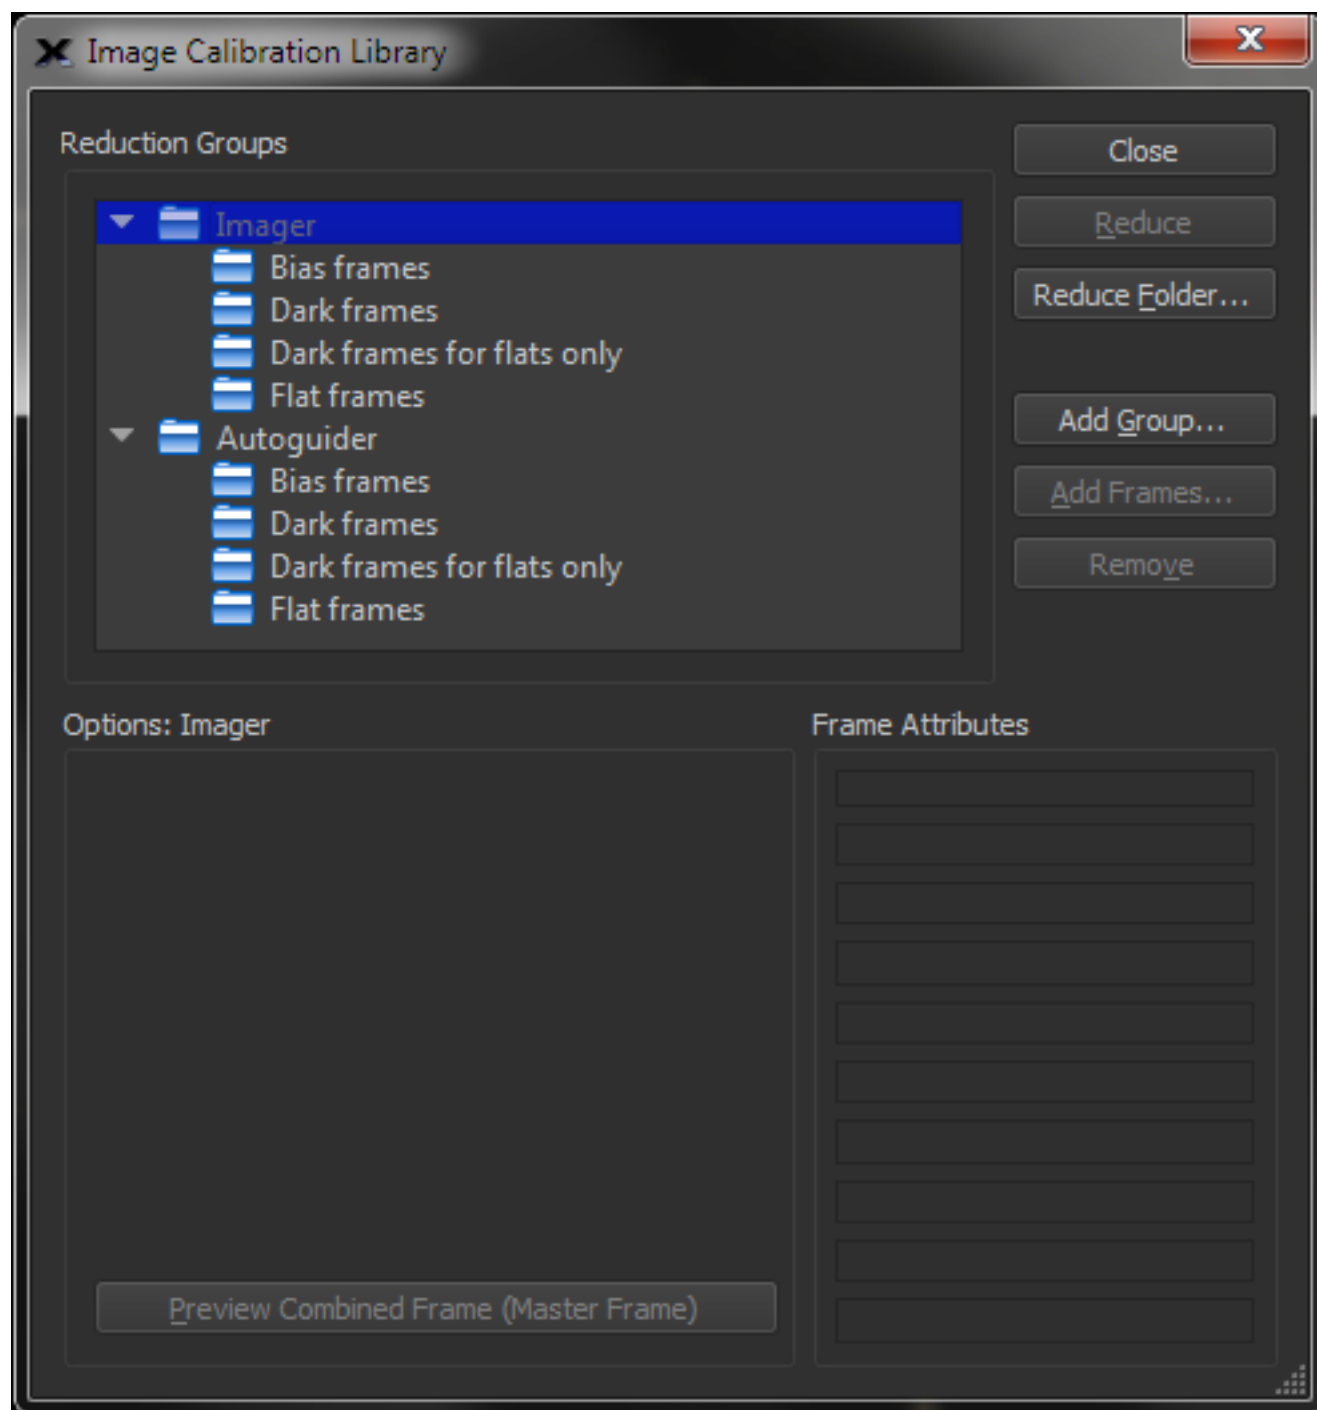 Image Calibration Library
Reduction Groups
Imager
Bias frames
Dark frames
Dark frames for flats only
Flat frames
Autoguider
Bias frames
Dark frames
Dark frames for flats only
Flat frames
Close
Reduce
Reduce Folder...
Add Group...
Add Frames...
Remove
Options: Imager
Preview Combined Frame (Master Frame)
Frame Attributes